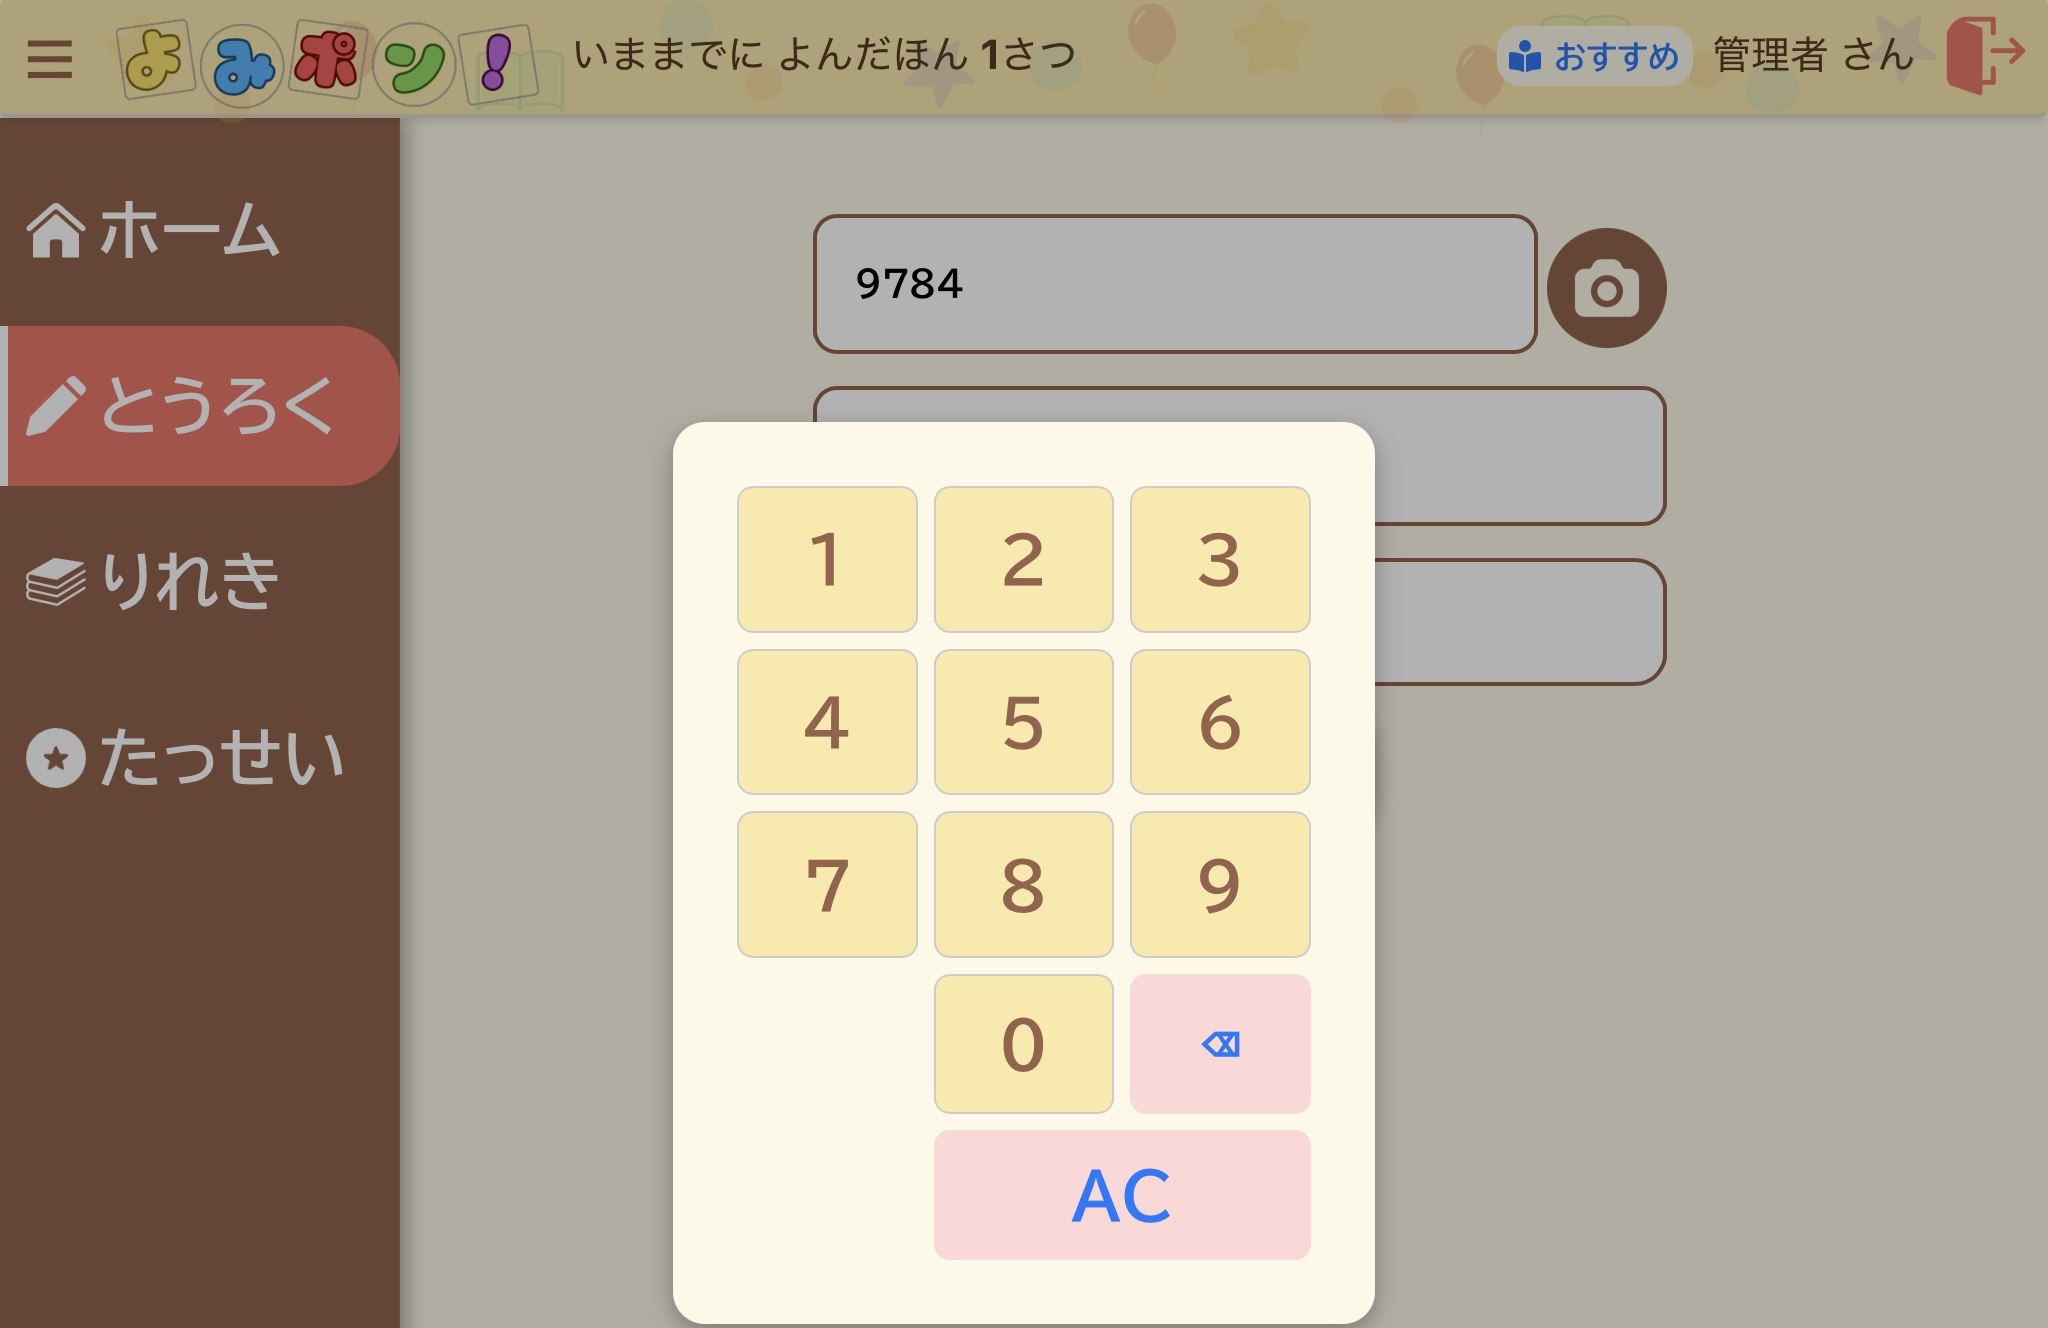 よみポン！
いままでに よんだほん 1さつ
おすすめ
管理者 さん
ホーム
とうろく
りれき
たっせい
9784
1 2 3
4 5 6
7 8 9
0
AC